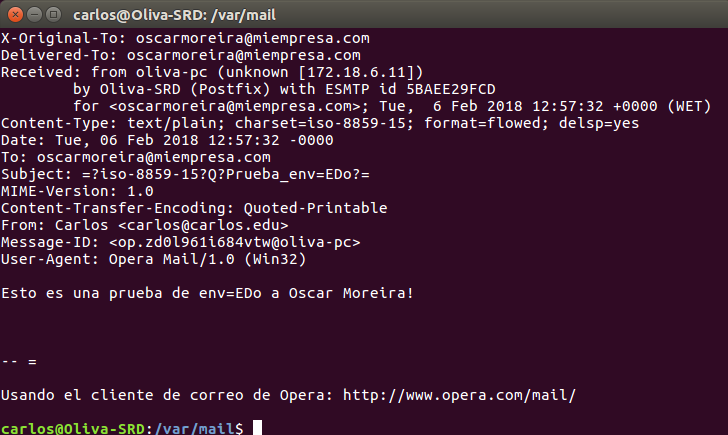 carlos@Oliva-SRD: /var/mail
X-Original-To: oscarmoreira@miempresa.com
Delivered-To: oscarmoreira@miempresa.com
Received: from oliva-pc (unknown [172.18.6.11])
        by Oliva-SRD (Postfix) with ESMTP id 5BAEE29FCD
        for <oscarmoreira@miempresa.com>; Tue,  6 Feb 2018 12:57:32 +0000 (WET)
Content-Type: text/plain; charset=iso-8859-15; format=flowed; delsp=yes
Date: Tue, 06 Feb 2018 12:57:32 -0000
To: oscarmoreira@miempresa.com
Subject: =?iso-8859-15?Q?Prueba_env=EDo?=
MIME-Version: 1.0
Content-Transfer-Encoding: Quoted-Printable
From: Carlos <carlos@carlos.edu>
Message-ID: <op.zd0l961i684vtw@oliva-pc>
User-Agent: Opera Mail/1.0 (Win32)
Esto es una prueba de env=EDo a Oscar Moreira!
-- =
Usando el cliente de correo de Opera: http://www.opera.com/mail/
carlos@Oliva-SRD:/var/mail$